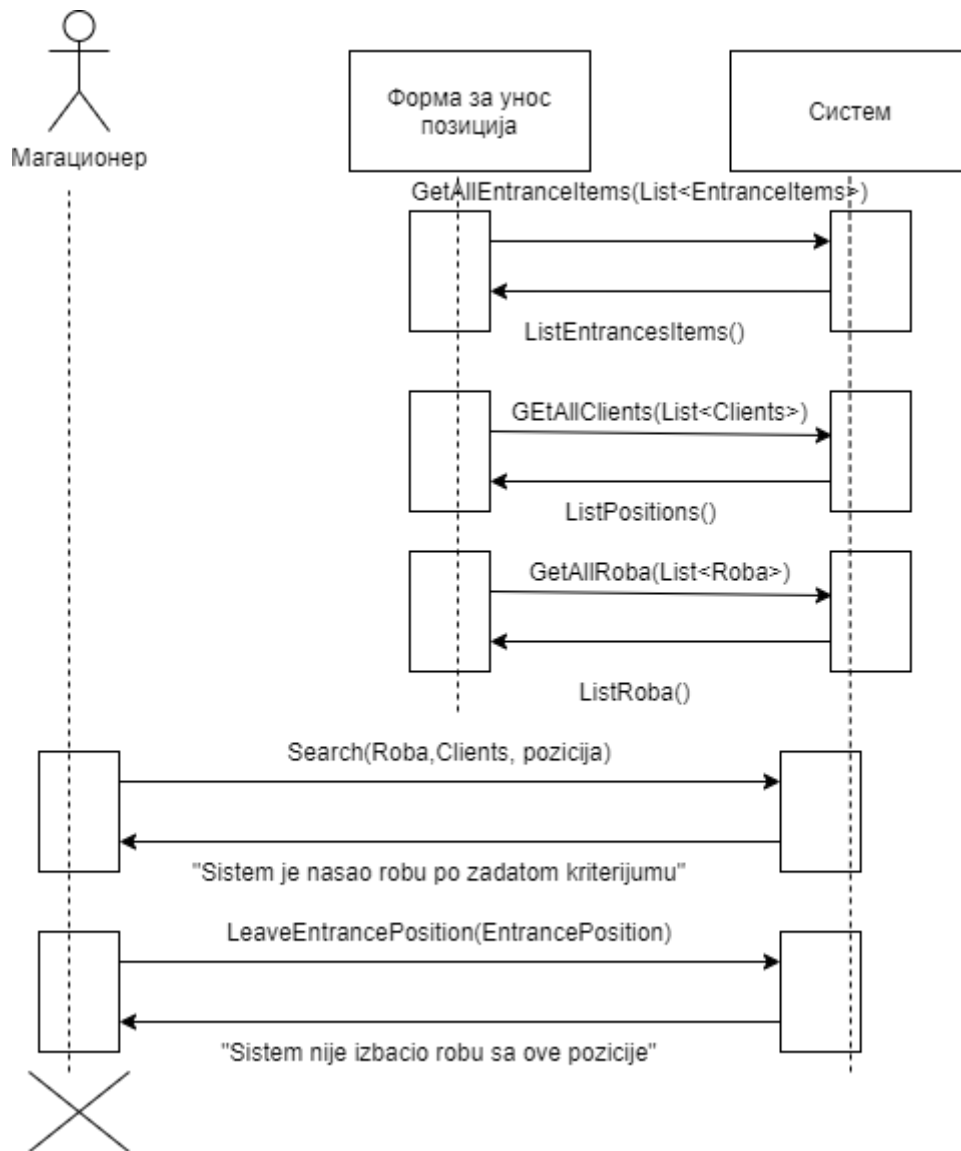 Форма за унос
позиција
Систем
Магационер
GetAllEntranceItems(List<EntranceItems>)
ListEntrancesItems()
GEtAllClients(List<Clients>)
ListPositions()
GetAllRoba(List<Roba>)
ListRoba()
Search(Roba,Clients, pozicija)
"Sistem je nasao robu po zadatom kriterijumu"
LeaveEntrancePosition(EntrancePosition)
"Sistem nije izbacio robu sa ove pozicije"